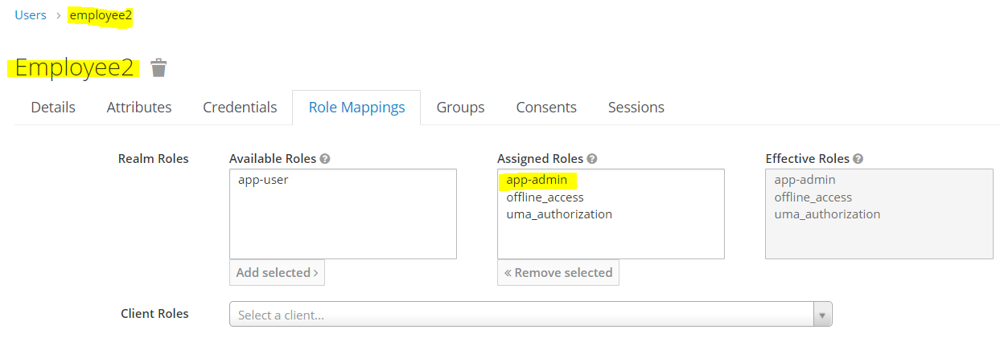 Users > employee2
Employee2
Details Attributes Credentials Role Mappings Groups Consents Sessions
Realm Roles Available Roles Assigned Roles Effective Roles
app-user app-admin app-admin
offline_access offline_access
uma_authorization uma_authorization
Add selected > « Remove selected
Client Roles Select a client...